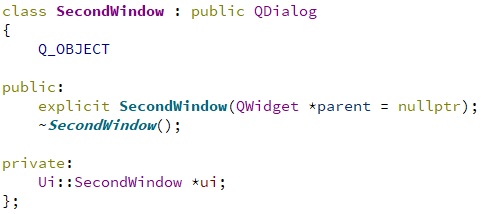 class SecondWindow : public QDialog
{
    Q_OBJECT

public:
    explicit SecondWindow(QWidget *parent = nullptr);
    ~SecondWindow();

private:
    Ui::SecondWindow *ui;
};